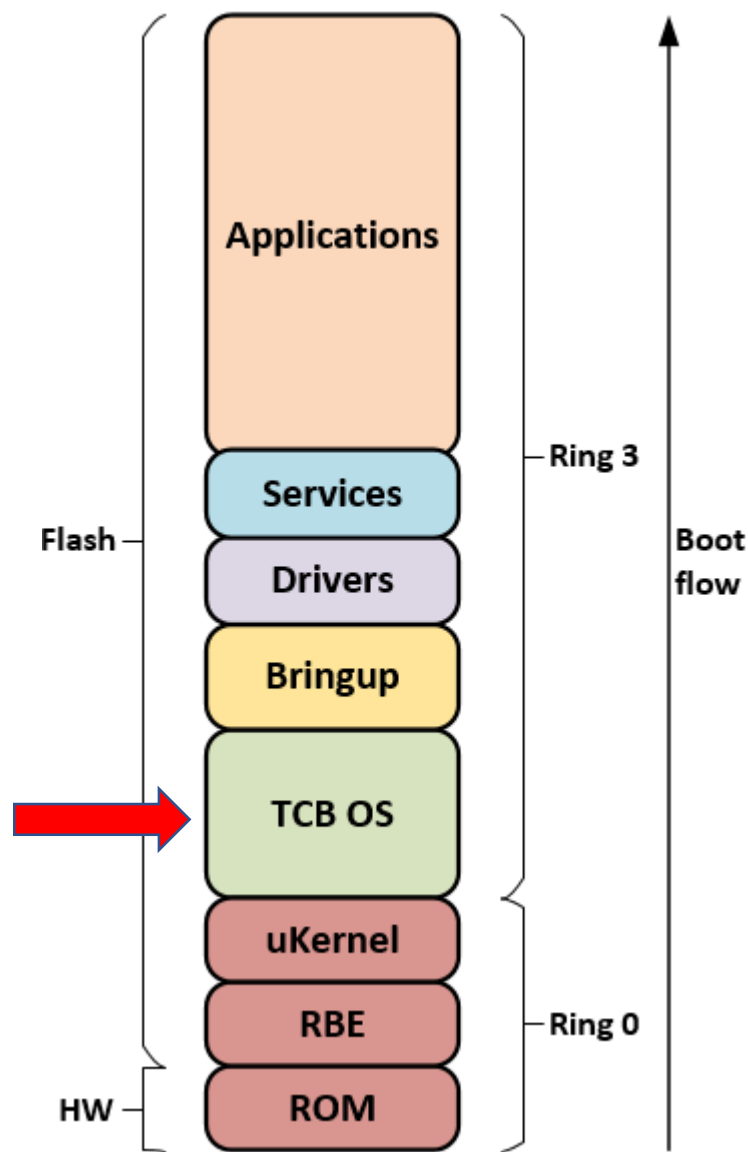 Applications
Ring 3
Services
Flash
Boot
flow
Drivers
Bringup
TCB OS
uKernel
RBE
Ring 0
HW
ROM